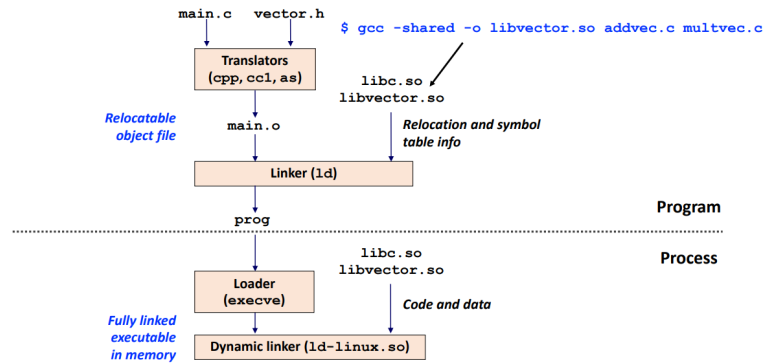 main.c vector.h
$ gcc -shared -o libvector.so addvec.c multvec.c
Translators
(cpp, cc1, as)
libc.so
libvector.so
Relocatable
object file
main.o
Relocation and symbol
table info
Linker (ld)
prog
Program
Process
libc.so
libvector.so
Loader
(execve)
Code and data
Fully linked
executable
in memory
Dynamic linker (ld-linux.so)